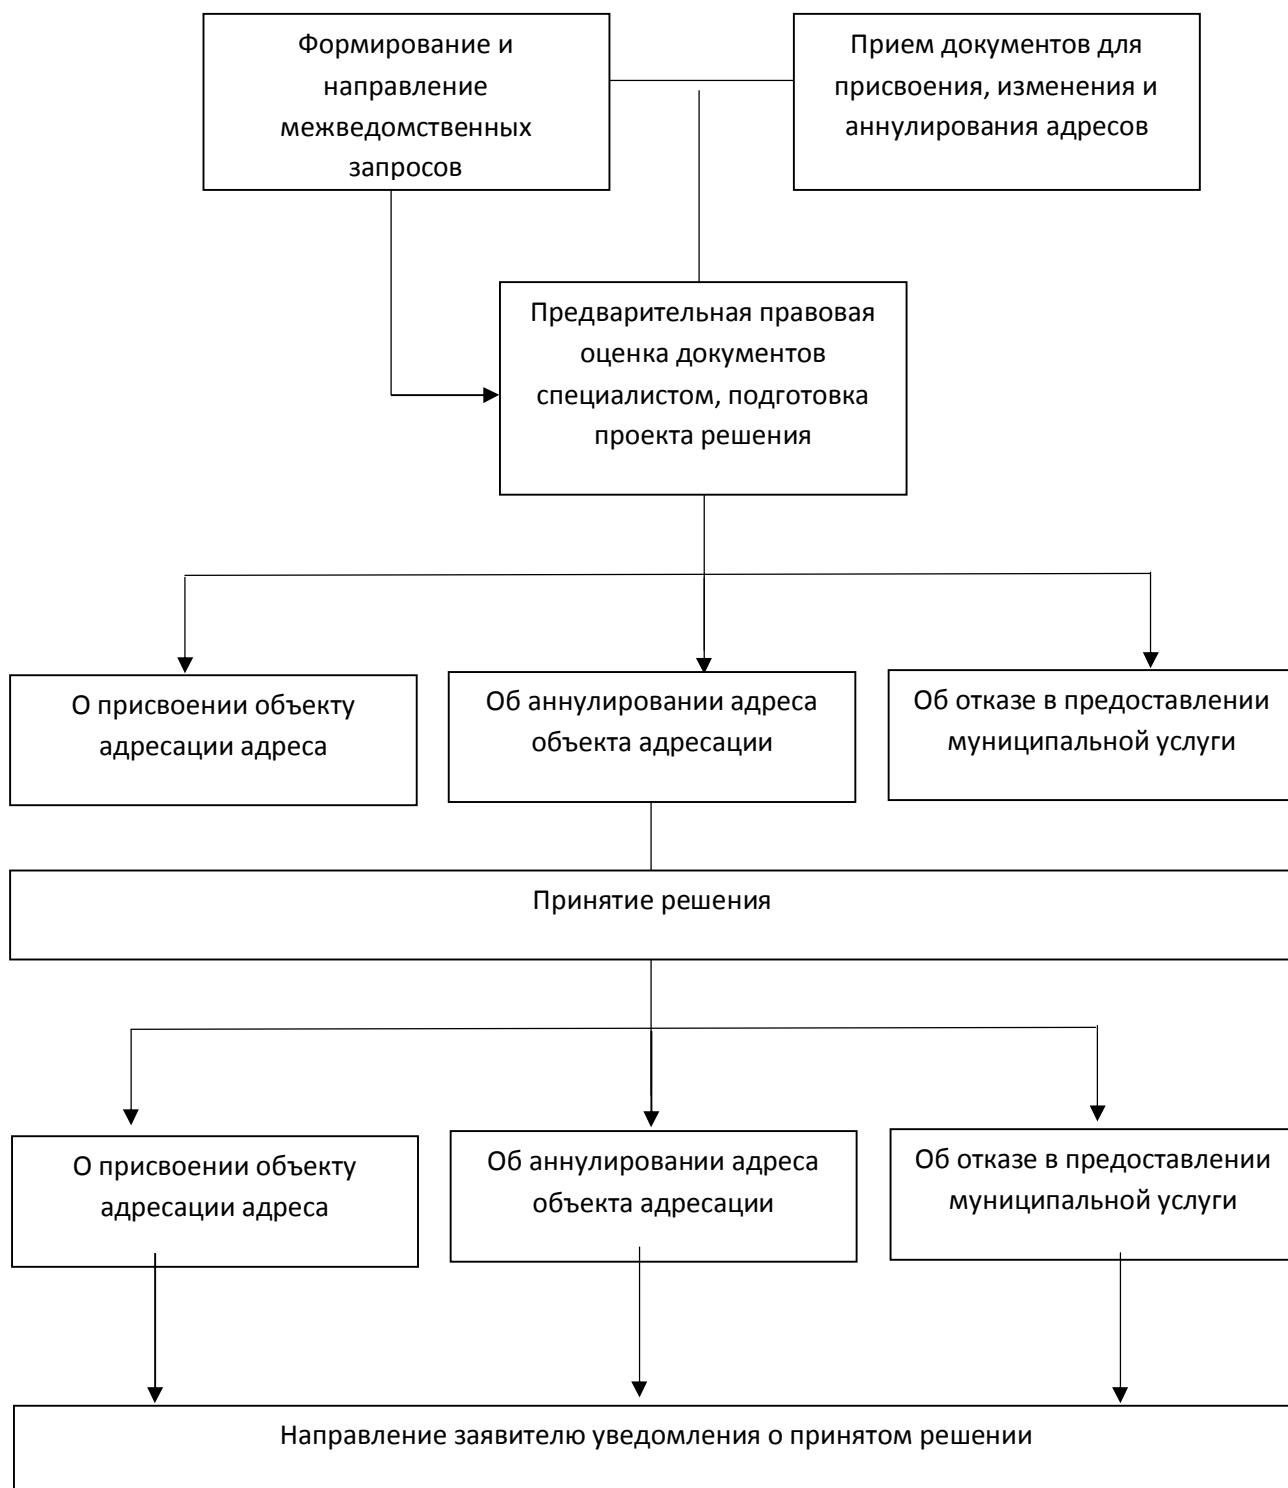 Формирование и
направление
межведомственных
запросов
Прием документов для
присвоения, изменения и
аннулирования адресов
Предварительная правовая
оценка документов
специалистом, подготовка
проекта решения
О присвоении объекту
адресации адреса
Об аннулировании адреса
объекта адресации
Об отказе в предоставлении
муниципальной услуги
Принятие решения
О присвоении объекту
адресации адреса
Об аннулировании адреса
объекта адресации
Об отказе в предоставлении
муниципальной услуги
Направление заявителю уведомления о принятом решении